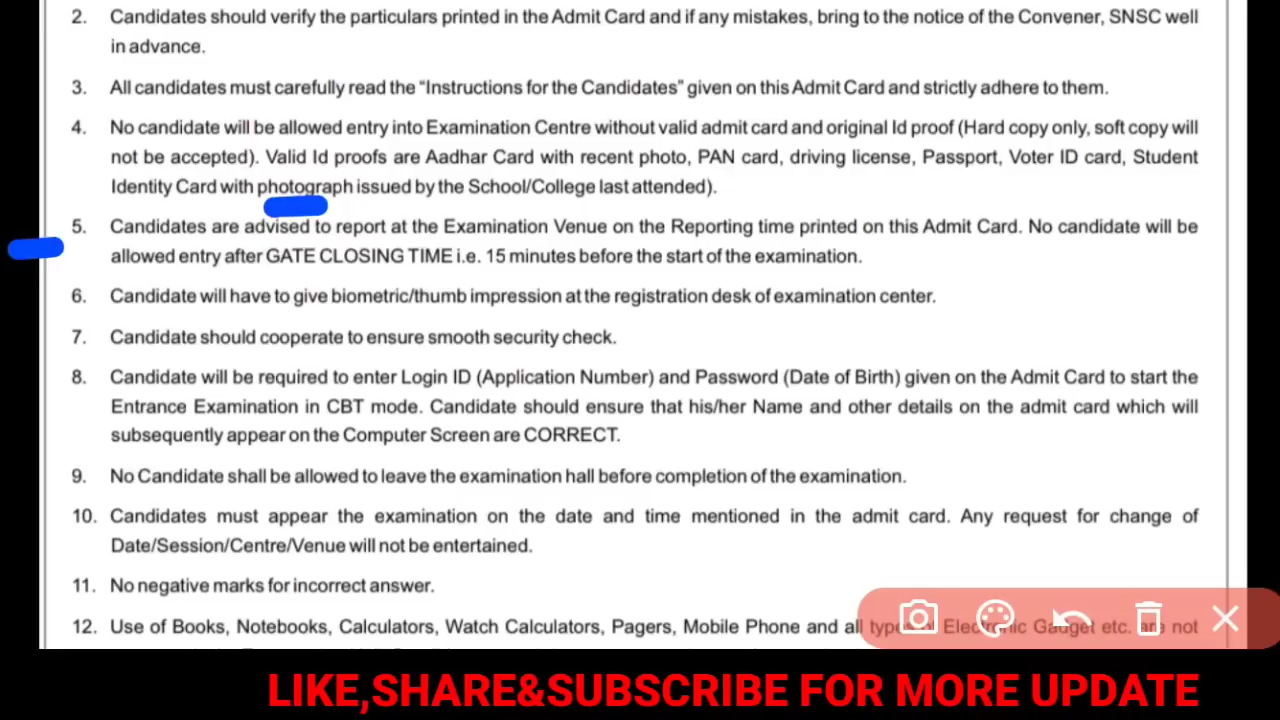 2. Candidates should verify the particulars printed in the Admit Card and if any mistakes, bring to the notice of the Convener, SNSC well
in advance.
3. All candidates must carefully read the “Instructions for the Candidates” given on this Admit Card and strictly adhere to them.
4. No candidate will be allowed entry into Examination Centre without valid admit card and original Id proof (Hard copy only, soft copy will
not be accepted). Valid Id proofs are Aadhar Card with recent photo, PAN card, driving license, Passport, Voter ID card, Student
Identity Card with photograph issued by the School/College last attended).
5. Candidates are advised to report at the Examination Venue on the Reporting time printed on this Admit Card. No candidate will be
allowed entry after GATE CLOSING TIME i.e. 15 minutes before the start of the examination.
6. Candidate will have to give biometric/thumb impression at the registration desk of examination center.
7. Candidate should cooperate to ensure smooth security check.
8. Candidate will be required to enter Login ID (Application Number) and Password (Date of Birth) given on the Admit Card to start the
Entrance Examination in CBT mode. Candidate should ensure that his/her Name and other details on the admit card which will
subsequently appear on the Computer Screen are CORRECT.
9. No Candidate shall be allowed to leave the examination hall before completion of the examination.
10. Candidates must appear the examination on the date and time mentioned in the admit card. Any request for change of
Date/Session/Centre/Venue will not be entertained.
11. No negative marks for incorrect answer.
12. Use of Books, Notebooks, Calculators, Watch Calculators, Pagers, Mobile Phone and all types of Electronic Gadget etc. are not
LIKE,SHARE&SUBSCRIBE FOR MORE UPDATE